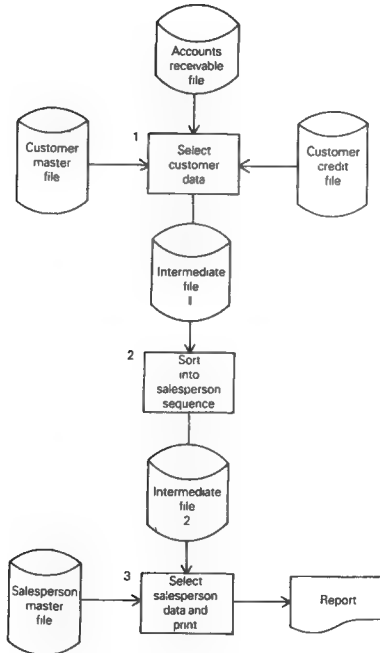 Accounts
receivable
file
1
Customer
master
file
Select
customer
data
Customer
credit
file
Intermediate
file
1
2
Sort
into
salesperson
sequence
Intermediate
file
2
3
Salesperson
master
file
Select
salesperson
data and
print
Report